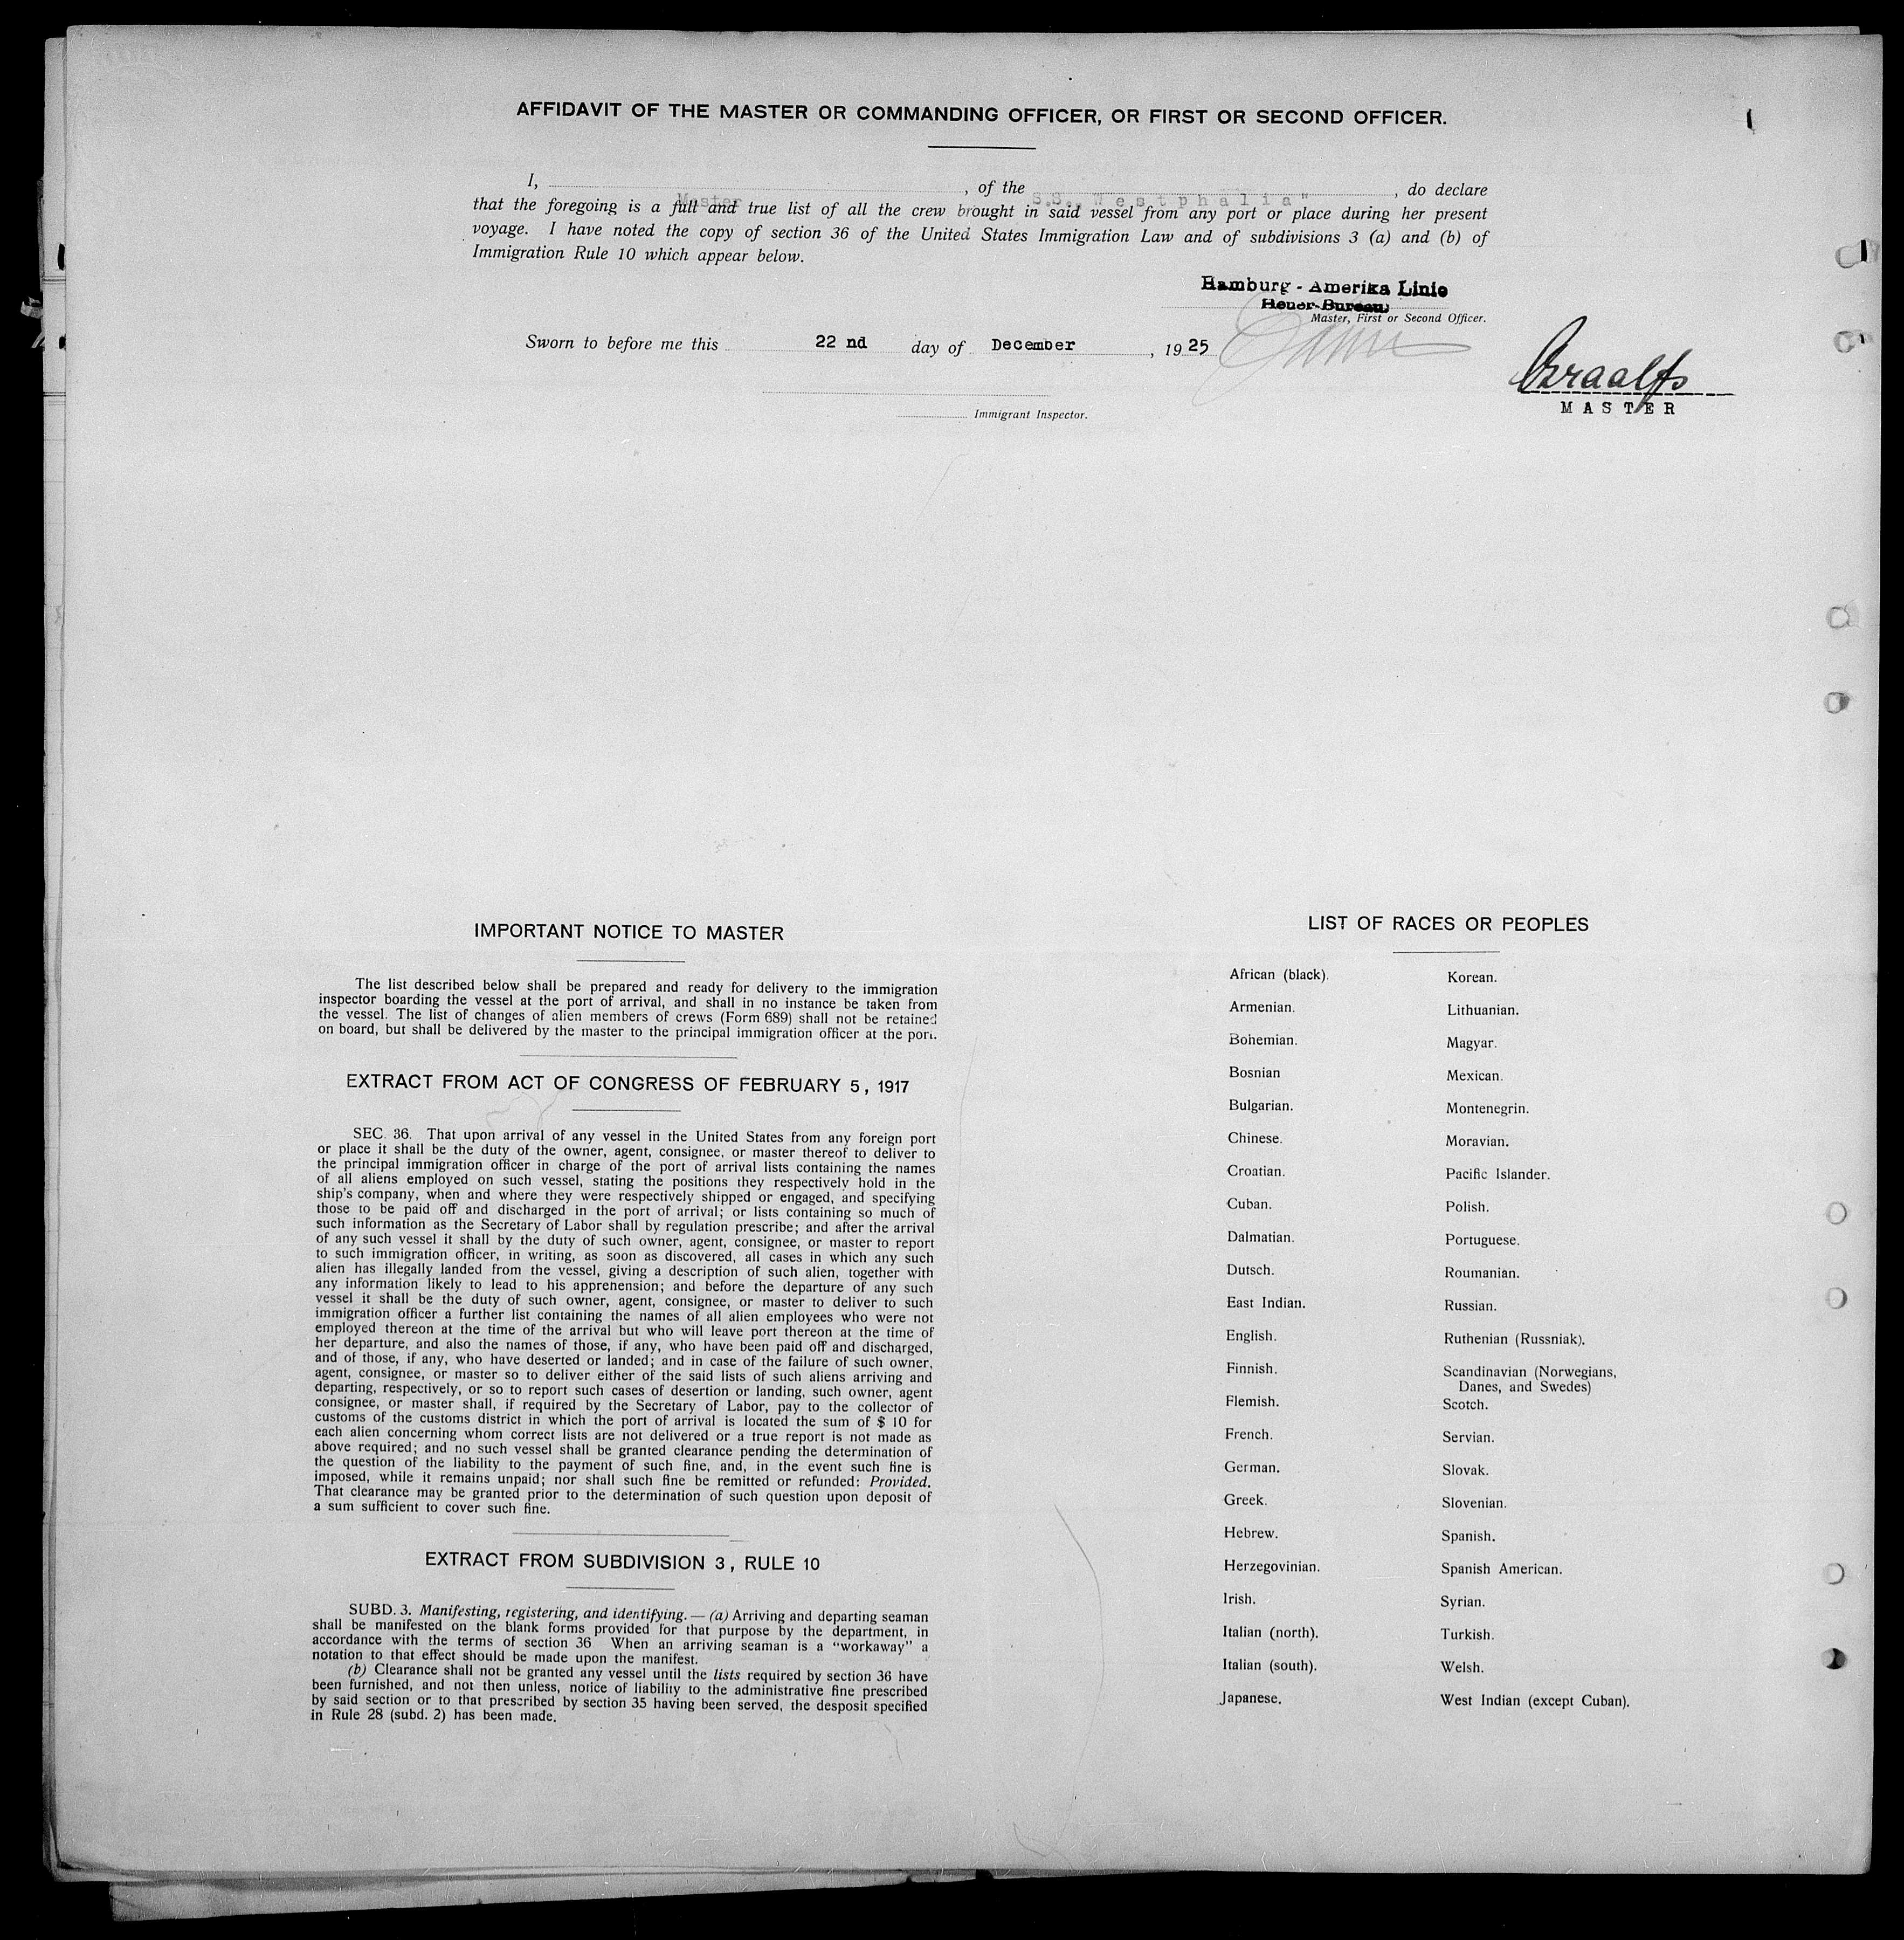 AFFIDAVIT OF THE MASTER OR COMMANDING OFFICER, OR FIRST OR SECOND OFFICER.
I, Master, of the S.S. "Westphalia", do declare
that the foregoing is a full and true list of all the crew brought in said vessel from any port or place during her present
voyage. I have noted the copy of section 36 of the United States Immigration Law and of subdivisions 3 (a) and (b) of
Immigration Rule 10 which appear below.
Hamburg - Amerika Linie
Heuer-Bureau
Master, First or Second Officer.
Sworn to before me this 22 nd day of December, 1925
MASTER
Immigrant Inspector.
IMPORTANT NOTICE TO MASTER
The list described below shall be prepared and ready for delivery to the immigration
inspector boarding the vessel at the port of arrival, and shall in no instance be taken from
the vessel. The list of changes of alien members of crews (Form 689) shall not be retained
on board, but shall be delivered by the master to the principal immigration officer at the port.
EXTRACT FROM ACT OF CONGRESS OF FEBRUARY 5, 1917
SEC. 36. That upon arrival of any vessel in the United States from any foreign port
or place it shall be the duty of the owner, agent, consignee, or master thereof to deliver to
the principal immigration officer in charge of the port of arrival lists containing the names
of all aliens employed on such vessel, stating the positions they respectively hold in the
ship's company, when and where they were respectively shipped or engaged, and specifying
those to be paid off and discharged in the port of arrival; or lists containing so much of
such information as the Secretary of Labor shall by regulation prescribe; and after the arrival
of any such vessel it shall by the duty of such owner, agent, consignee, or master to report
to such immigration officer, in writing, as soon as discovered, all cases in which any such
alien has illegally landed from the vessel, giving a description of such alien, together with
any information likely to lead to his apprehension; and before the departure of any such
vessel it shall be the duty of such owner, agent, consignee, or master to deliver to such
immigration officer a further list containing the names of all alien employees who were not
employed thereon at the time of the arrival but who will leave port thereon at the time of
her departure, and also the names of those, if any, who have been paid off and discharged,
and of those, if any, who have deserted or landed; and in case of the failure of such owner,
agent, consignee, or master so to deliver either of the said lists of such aliens arriving and
departing, respectively, or so to report such cases of desertion or landing, such owner, agent
consignee, or master shall, if required by the Secretary of Labor, pay to the collector of
customs of the customs district in which the port of arrival is located the sum of $ 10 for
each alien concerning whom correct lists are not delivered or a true report is not made as
above required; and no such vessel shall be granted clearance pending the determination of
the question of the liability to the payment of such fine, and, in the event such fine is
imposed, while it remains unpaid; nor shall such fine be remitted or refunded: Provided.
That clearance may be granted prior to the determination of such question upon deposit of
a sum sufficient to cover such fine.
EXTRACT FROM SUBDIVISION 3, RULE 10
SUBD. 3. Manifesting, registering, and identifying. — (a) Arriving and departing seaman
shall be manifested on the blank forms provided for that purpose by the department, in
accordance with the terms of section 36 When an arriving seaman is a "workaway" a
notation to that effect should be made upon the manifest.
(b) Clearance shall not be granted any vessel until the lists required by section 36 have
been furnished, and not then unless, notice of liability to the administrative fine prescribed
by said section or to that prescribed by section 35 having been served, the desposit specified
in Rule 28 (subd. 2) has been made.
LIST OF RACES OR PEOPLES
African (black).
Armenian.
Bohemian.
Bosnian
Bulgarian.
Chinese.
Croatian.
Cuban.
Dalmatian.
Dutsch.
East Indian.
English.
Finnish.
Flemish.
French.
German.
Greek.
Hebrew.
Herzegovinian.
Irish.
Italian (north).
Italian (south).
Japanese.
Korean.
Lithuanian.
Magyar.
Mexican.
Montenegrin.
Moravian.
Pacific Islander.
Polish.
Portuguese.
Roumanian.
Russian.
Ruthenian (Russniak).
Scandinavian (Norwegians,
Danes, and Swedes)
Scotch.
Servian.
Slovak.
Slovenian.
Spanish.
Spanish American.
Syrian.
Turkish.
Welsh.
West Indian (except Cuban).